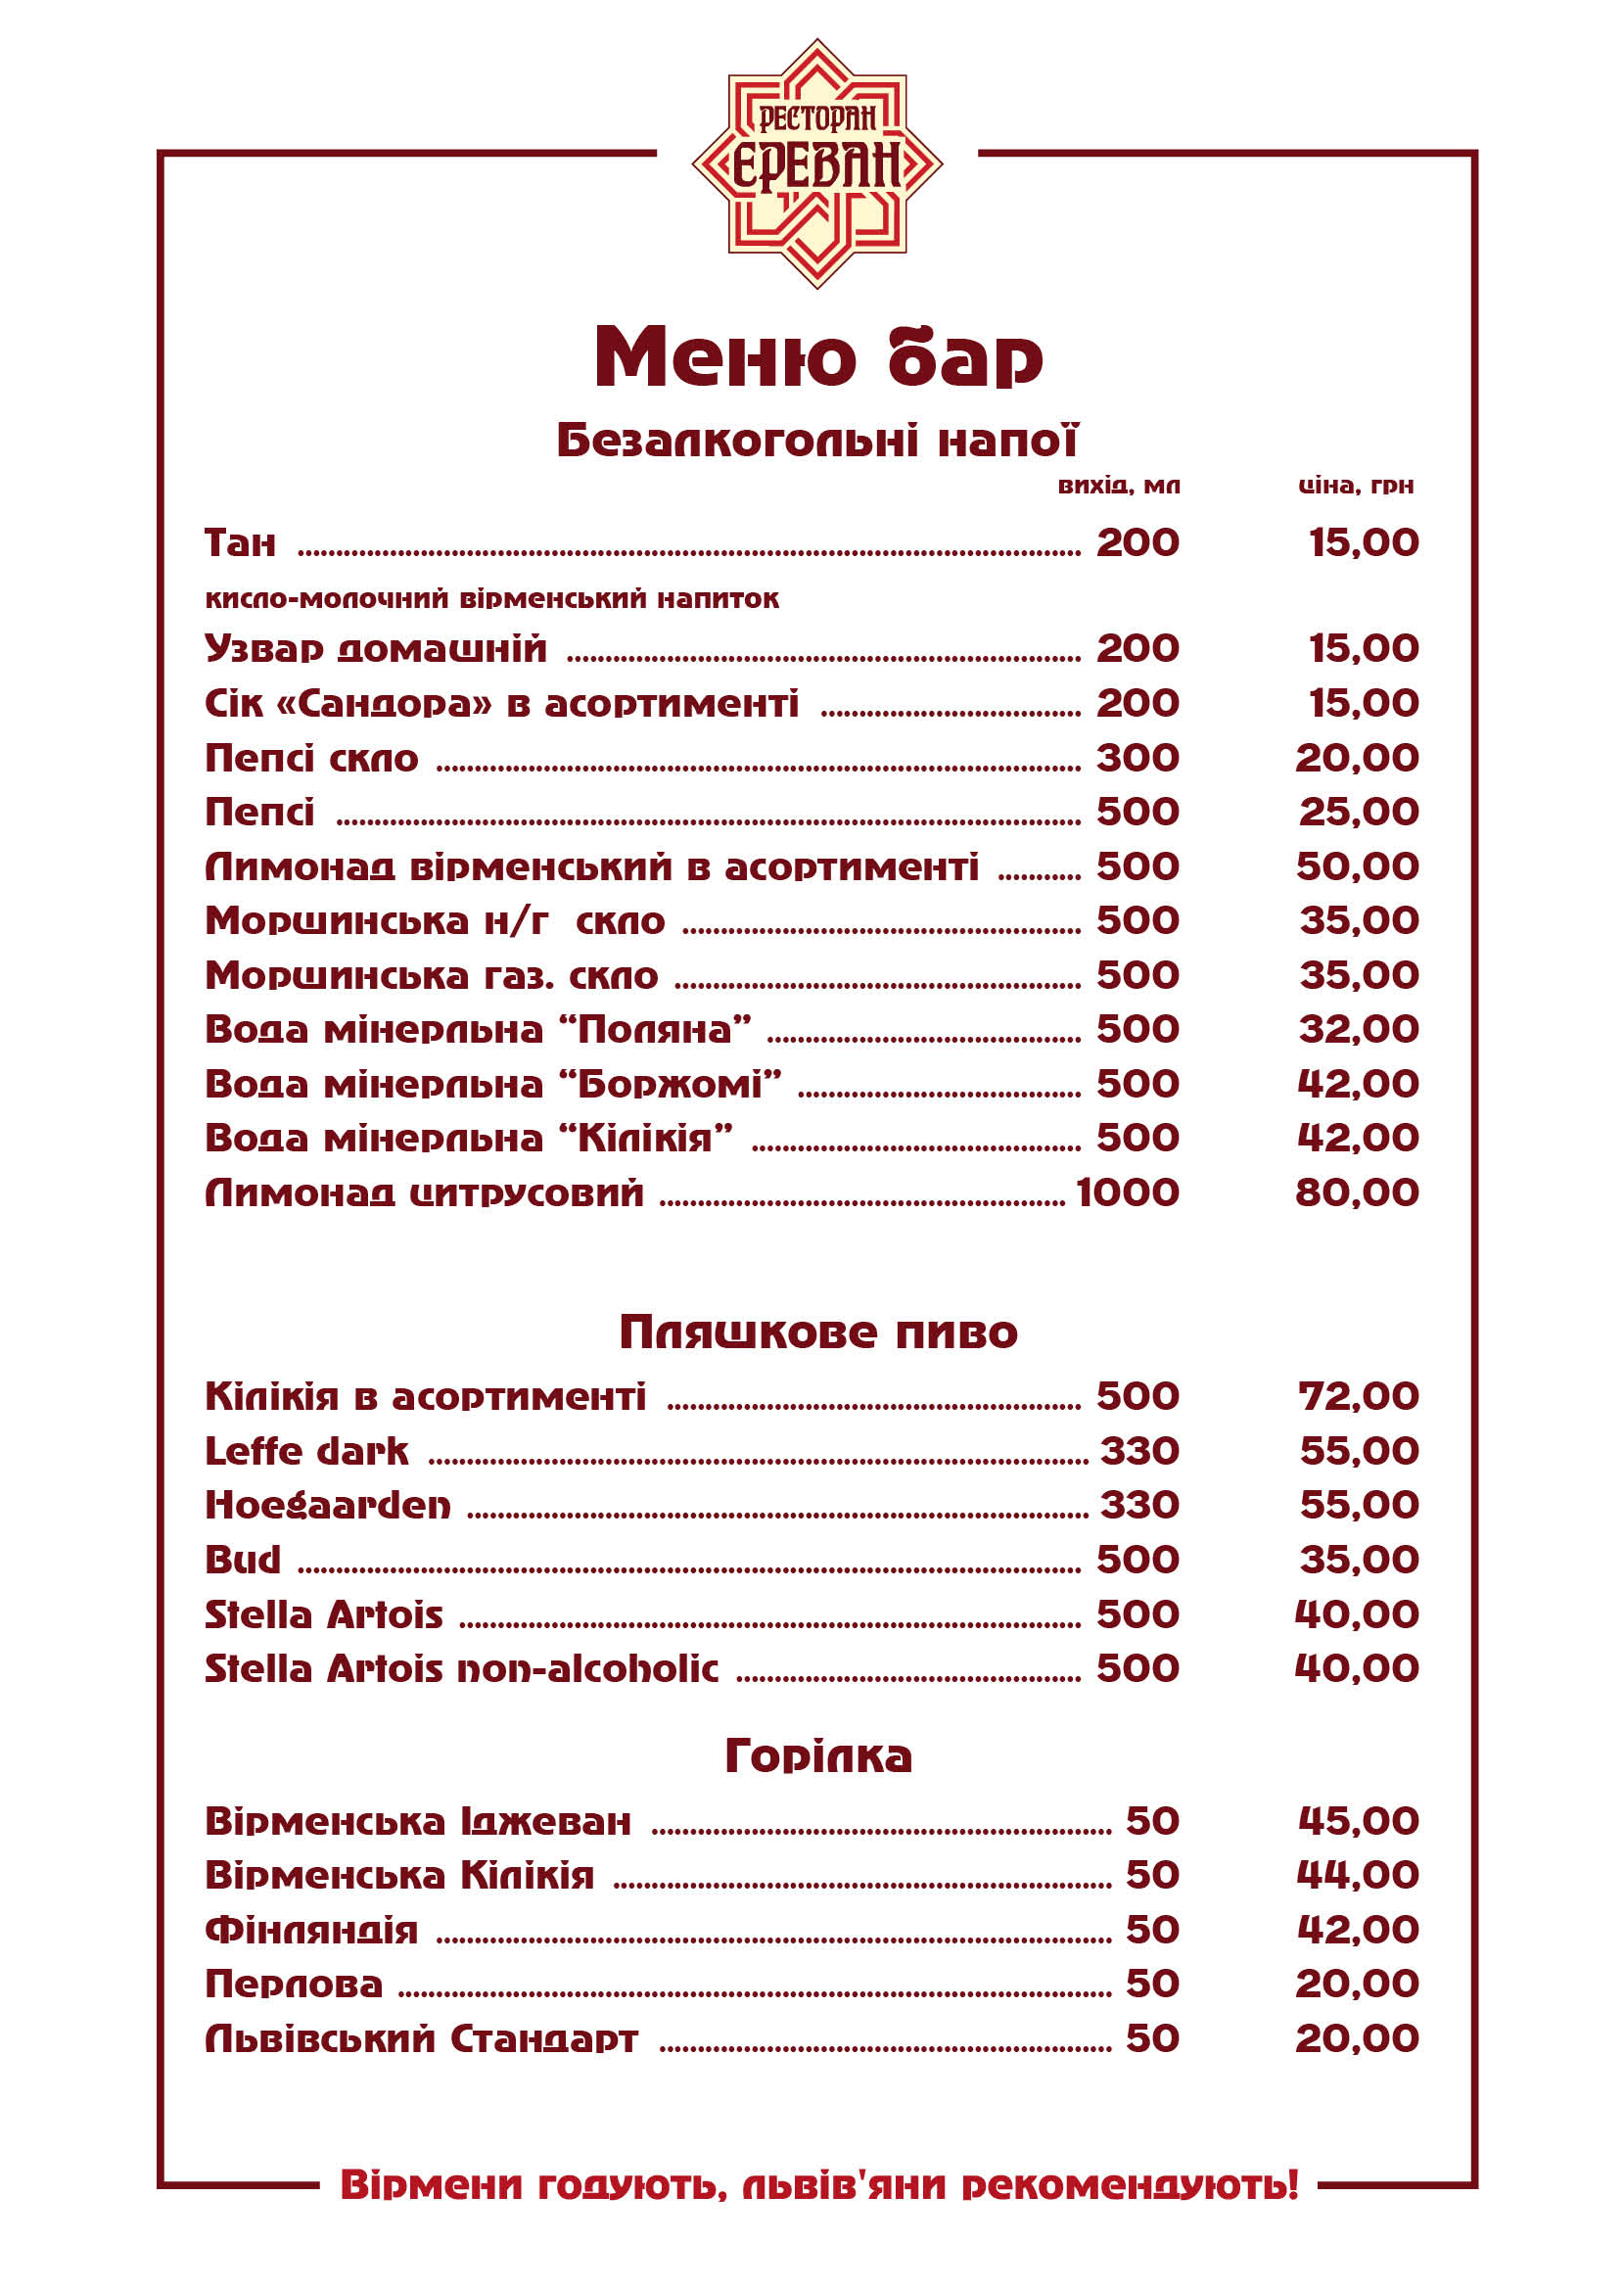 РЕСТОРАН
ЄРЕВАН
Меню бар
Безалкогольні напої
вихід, мл ціна, грн
Тан 200 15,00
кисло-молочний вірменський напиток
Узвар домашній 200 15,00
Сік «Сандора» в асортименті 200 15,00
Пепсі скло 300 20,00
Пепсі 500 25,00
Лимонад вірменський в асортименті 500 50,00
Моршинська н/г скло 500 35,00
Моршинська газ. скло 500 35,00
Вода мінерльна “Поляна” 500 32,00
Вода мінерльна “Боржомі” 500 42,00
Вода мінерльна “Кілікія” 500 42,00
Лимонад цитрусовий 1000 80,00
Пляшкове пиво
Кілікія в асортименті 500 72,00
Leffe dark 330 55,00
Hoegaarden 330 55,00
Bud 500 35,00
Stella Artois 500 40,00
Stella Artois non-alcoholic 500 40,00
Горілка
Вірменська Іджеван 50 45,00
Вірменська Кілікія 50 44,00
Фінляндія 50 42,00
Перлова 50 20,00
Львівський Стандарт 50 20,00
Вірмени годують, львів'яни рекомендують!